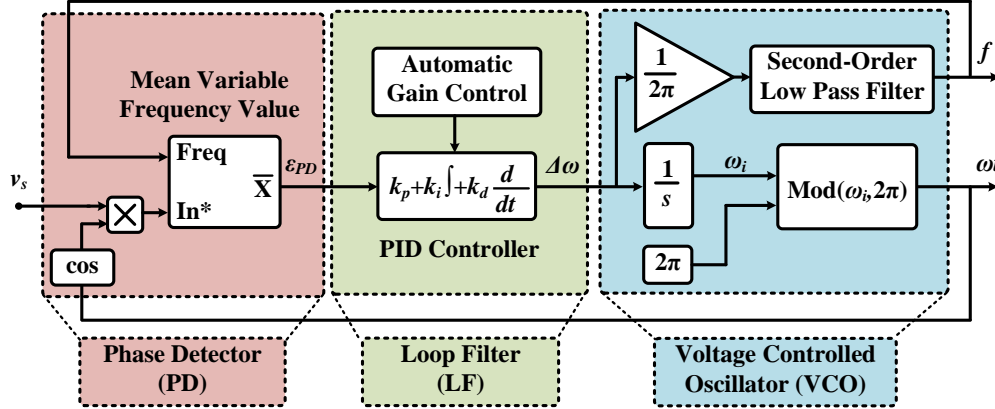 Mean Variable
Frequency Value
Freq
X̅
In*
v_s
×
cos
ε_PD
Automatic
Gain Control
k_p+k_i∫+k_d d/dt
PID Controller
Δω
1/2π
Second-Order
Low Pass Filter
f
1/s
ω_i
2π
Mod(ω_i,2π)
Phase Detector
(PD)
Loop Filter
(LF)
Voltage Controlled
Oscillator (VCO)